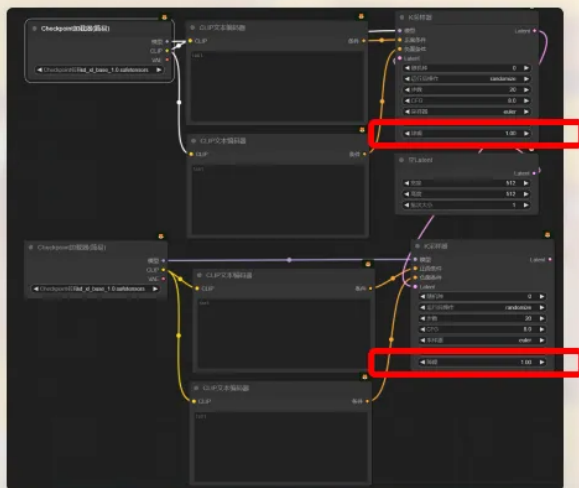 Checkpoint加载器(简易)
模型
CLIP
VAE
CLIP文本编码器
CLIP
条件
text
CLIP文本编码器
CLIP
条件
text
K采样器
模型
Latent
正面条件
负面条件
Latent
随机种
0
运行后操作
randomize
步数
20
CFG
8.0
采样器
euler
降噪
1.00
空Latent
Latent
宽度
512
高度
512
批次大小
1
Checkpoint加载器(简易)
模型
CLIP
VAE
CLIP文本编码器
CLIP
条件
text
CLIP文本编码器
CLIP
条件
text
K采样器
模型
Latent
正面条件
负面条件
Latent
随机种
0
运行后操作
randomize
步数
20
CFG
8.0
采样器
euler
降噪
1.00